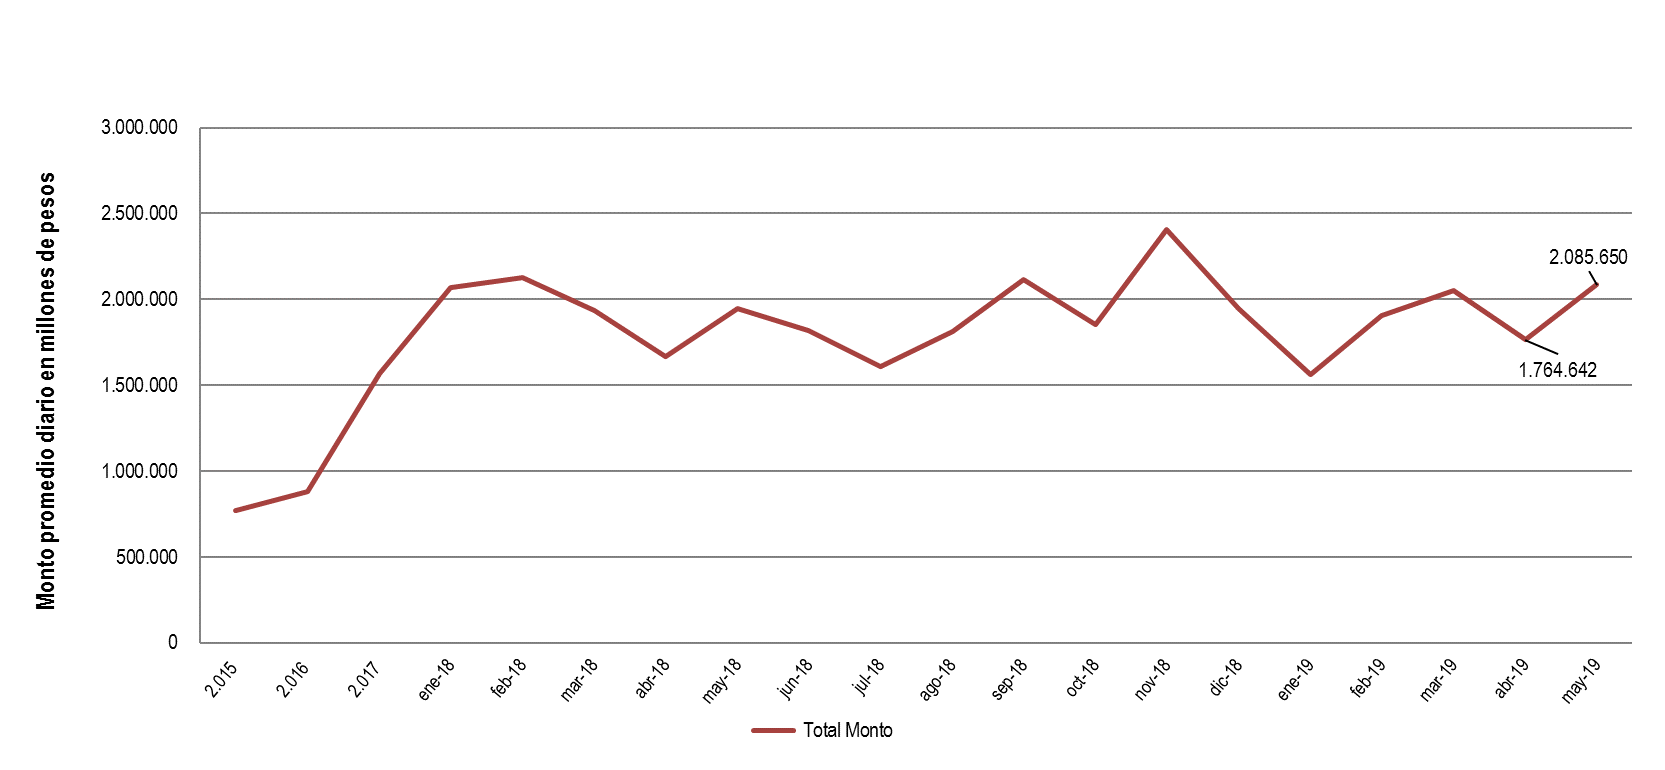 Monto promedio diario en millones de pesos
3.000.000
2.500.000
2.000.000
1.500.000
1.000.000
500.000
0
2.085.650
1.764.642
2.015
2.016
2.017
ene-18
feb-18
mar-18
abr-18
may-18
jun-18
jul-18
ago-18
sep-18
oct-18
nov-18
dic-18
ene-19
feb-19
mar-19
abr-19
may-19
Total Monto